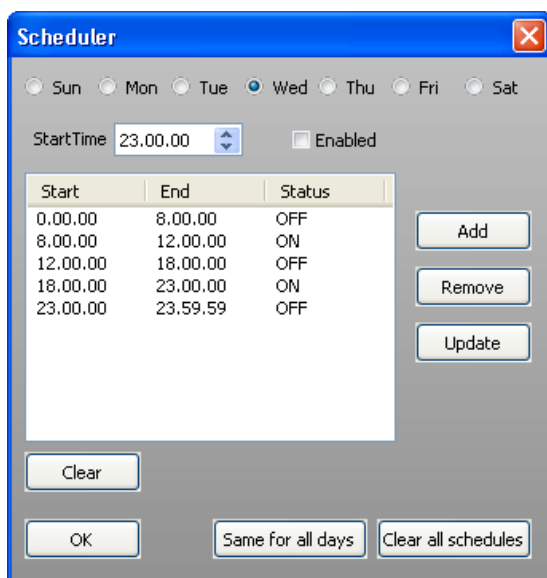 Scheduler
Sun Mon Tue Wed Thu Fri Sat
StartTime 23.00.00 Enabled
Start End Status
0.00.00 8.00.00 OFF
8.00.00 12.00.00 ON
12.00.00 18.00.00 OFF
18.00.00 23.00.00 ON
23.00.00 23.59.59 OFF
Add
Remove
Update
Clear
OK Same for all days Clear all schedules